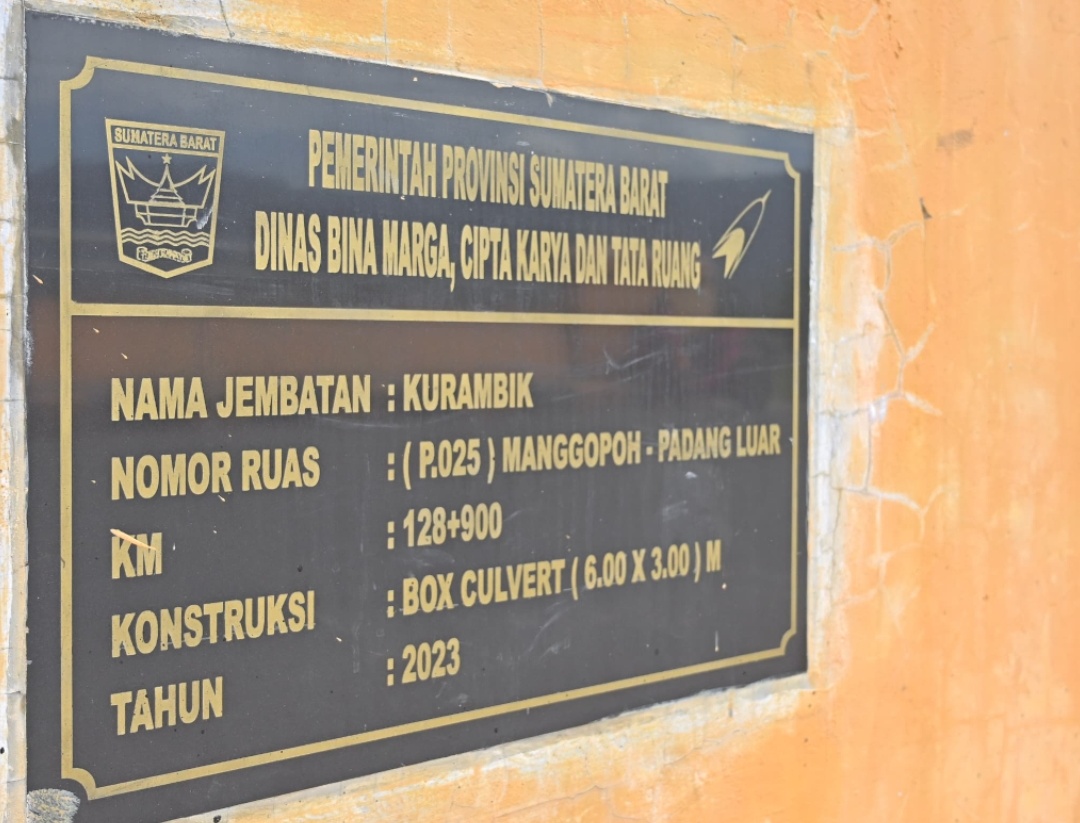 SUMATERA BARAT
PEMERINTAH PROVINSI SUMATERA BARAT
DINAS BINA MARGA, CIPTA KARYA DAN TATA RUANG
NAMA JEMBATAN : KURAMBIK
NOMOR RUAS : ( P.025 ) MANGGOPOH - PADANG LUAR
KM : 128+900
KONSTRUKSI : BOX CULVERT ( 6.00 X 3.00 ) M
TAHUN : 2023